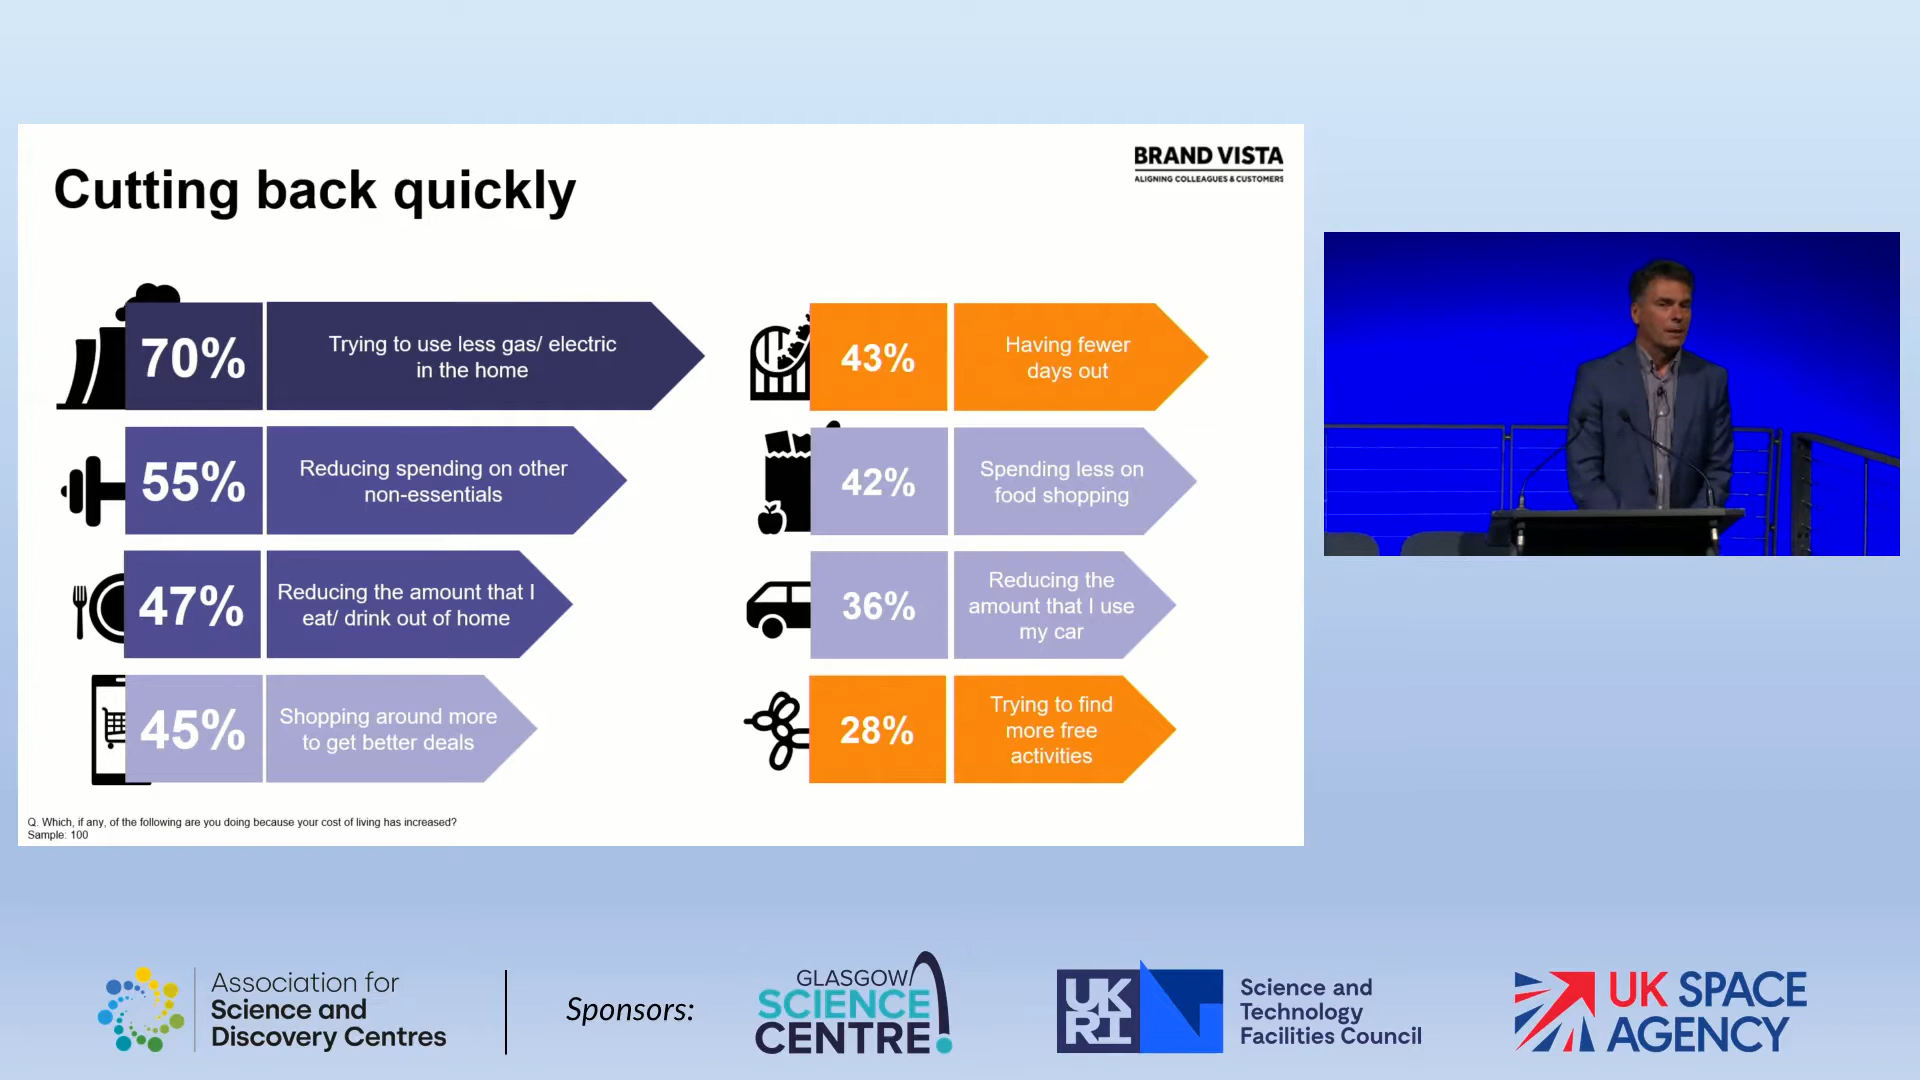 Cutting back quickly
BRAND VISTA
ALIGNING COLLEAGUES & CUSTOMERS
70%
Trying to use less gas/ electric
in the home
55%
Reducing spending on other
non-essentials
47%
Reducing the amount that I
eat/ drink out of home
45%
Shopping around more
to get better deals
43%
Having fewer
days out
42%
Spending less on
food shopping
36%
Reducing the
amount that I use
my car
28%
Trying to find
more free
activities
Q. Which, if any, of the following are you doing because your cost of living has increased?
Sample: 100
Association for
Science and
Discovery Centres
Sponsors:
GLASGOW
SCIENCE
CENTRE
UK
RI
Science and
Technology
Facilities Council
UK SPACE
AGENCY